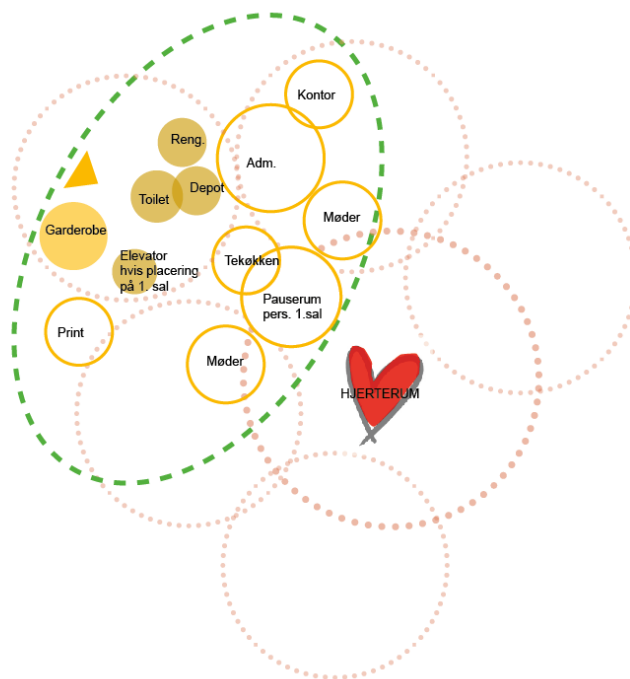 Kontor
Reng.
Adm.
Depot
Toilet
Møder
Garderobe
Elevator
hvis placering
på 1. sal
Tekøkken
Pauserum
pers. 1.sal
Print
Møder
HJERTERUM